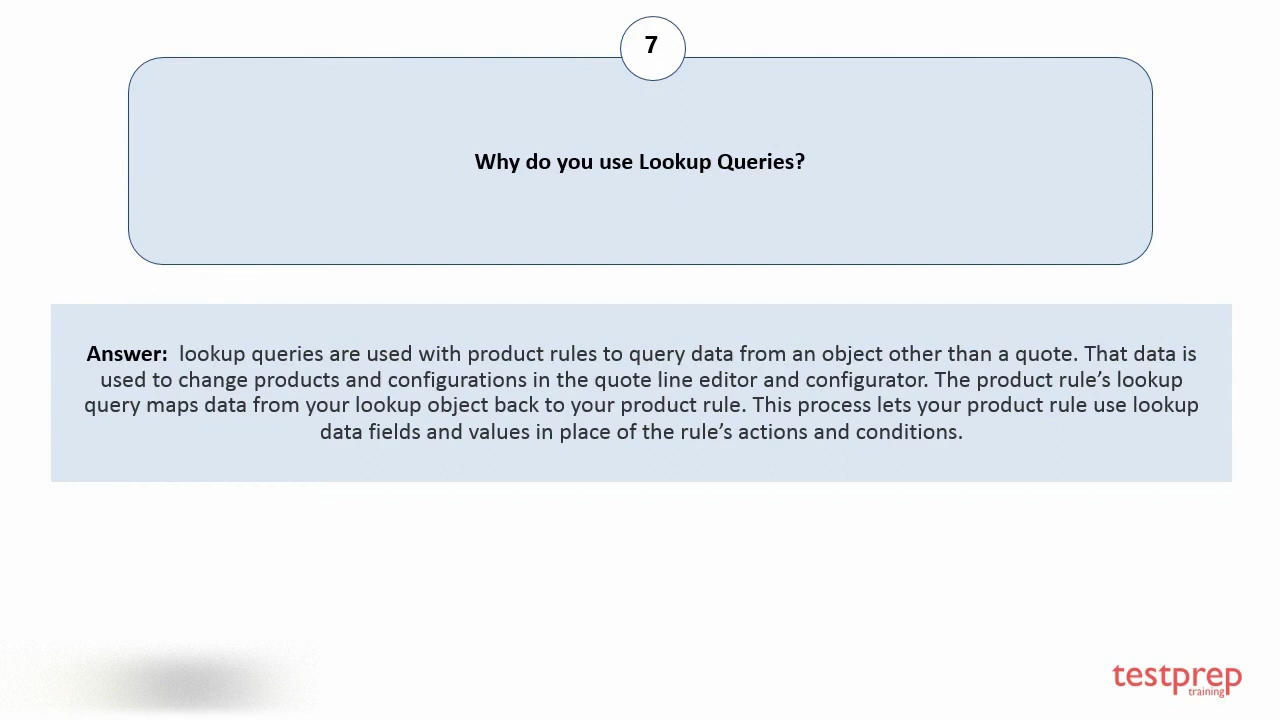 7
Why do you use Lookup Queries?
Answer: lookup queries are used with product rules to query data from an object other than a quote. That data is
used to change products and configurations in the quote line editor and configurator. The product rule’s lookup
query maps data from your lookup object back to your product rule. This process lets your product rule use lookup
data fields and values in place of the rule’s actions and conditions.
testprep
training